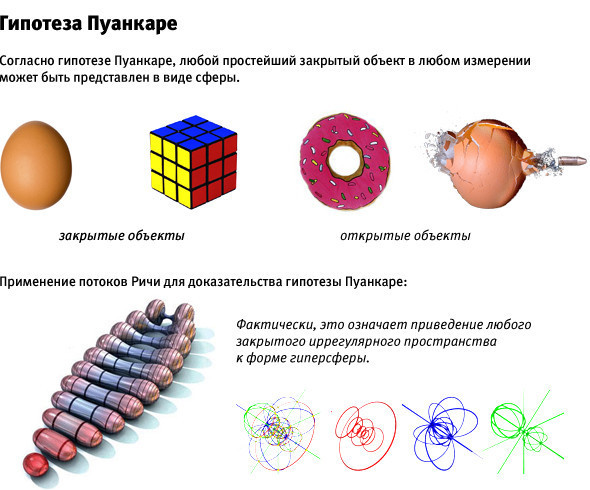 Гипотеза Пуанкаре
Согласно гипотезе Пуанкаре, любой простейший закрытый объект в любом измерении
может быть представлен в виде сферы.
закрытые объекты
открытые объекты
Применение потоков Ричи для доказательства гипотезы Пуанкаре:
Фактически, это означает приведение любого
закрытого иррегулярного пространства
к форме гиперсферы.